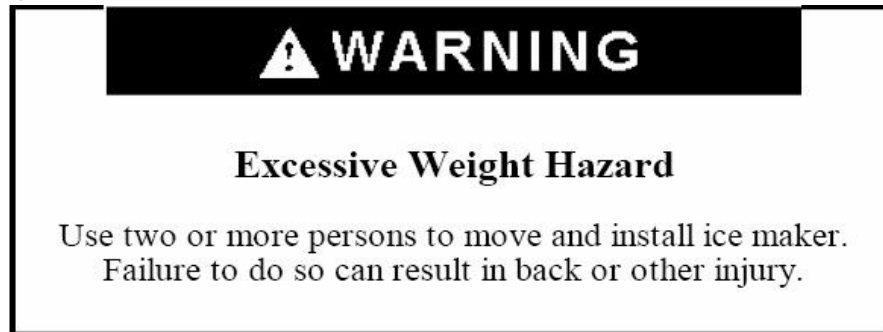 WARNING
Excessive Weight Hazard
Use two or more persons to move and install ice maker.
Failure to do so can result in back or other injury.